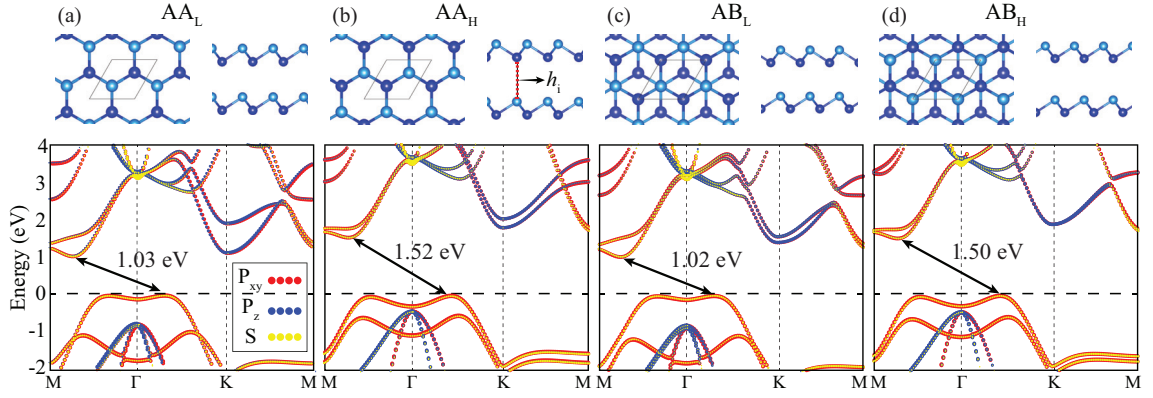 (a) AA_L (b) AA_H (c) AB_L (d) AB_H
h_i
Energy (eV)
4
3
2
1
0
-1
-2
1.03 eV
1.52 eV
1.02 eV
1.50 eV
P_xy
P_z
S
M Γ K M M Γ K M M Γ K M M Γ K M